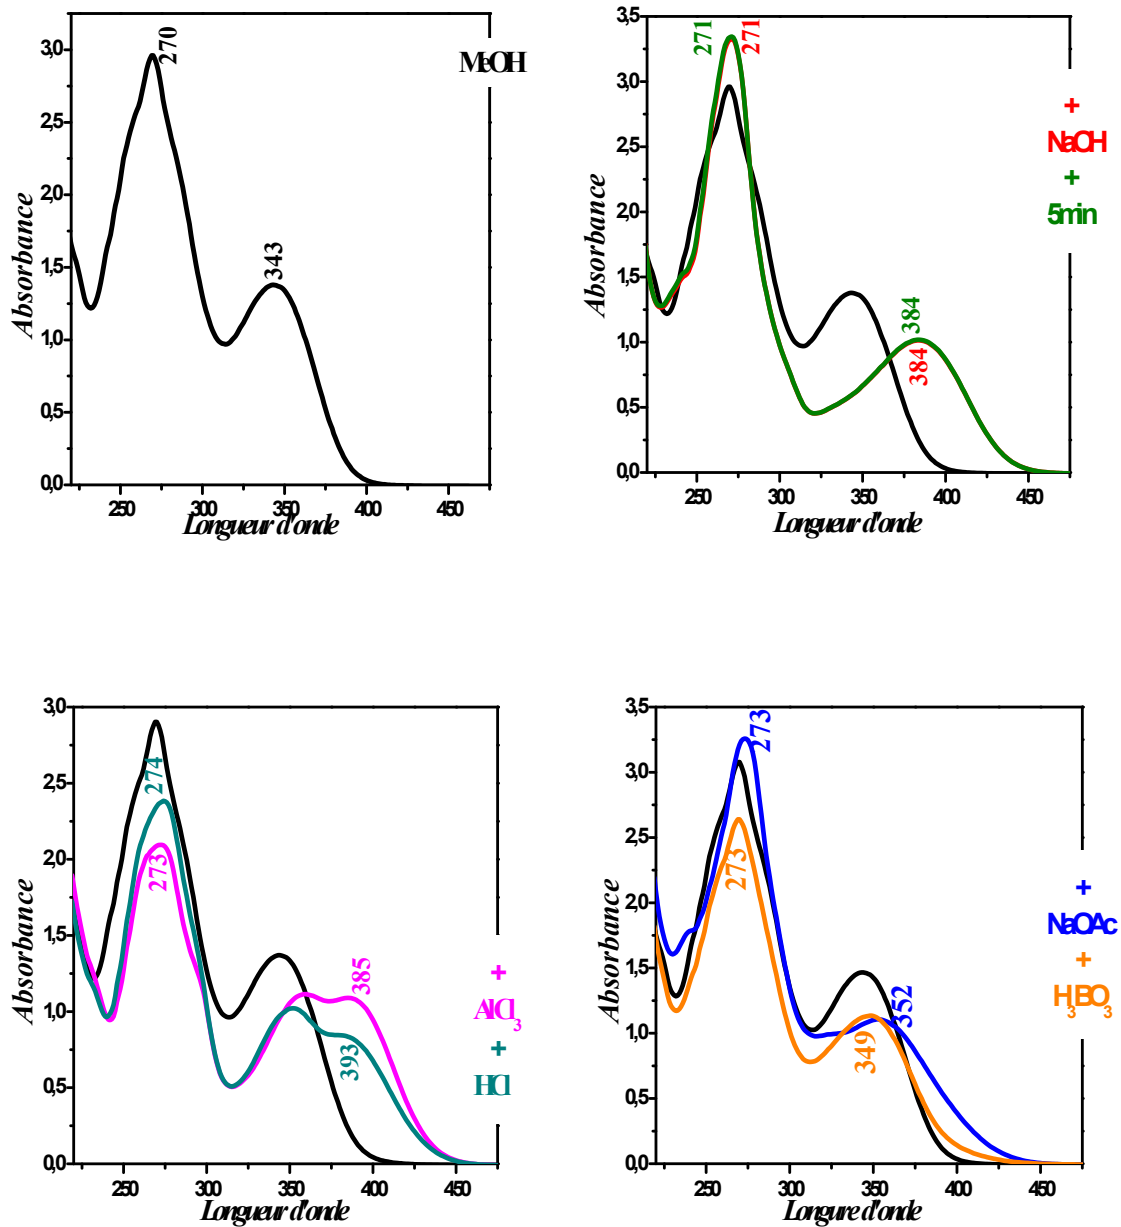 3,0
2,5
2,0
1,5
1,0
0,5
0,0
Absorbance
270
343
MeOH
250 300 350 400 450
Longueur d'onde
3,5
3,0
2,5
2,0
1,5
1,0
0,5
0,0
Absorbance
271
271
384
384
+
NaOH
+
5min
250 300 350 400 450
Longueur d'onde
3,0
2,5
2,0
1,5
1,0
0,5
0,0
Absorbance
274
273
385
393
+
AlCl3
+
HCl
250 300 350 400 450
Longueur d'onde
3,5
3,0
2,5
2,0
1,5
1,0
0,5
0,0
Absorbance
273
273
352
349
+
NaOAc
+
H3BO3
250 300 350 400 450
Longure d'onde